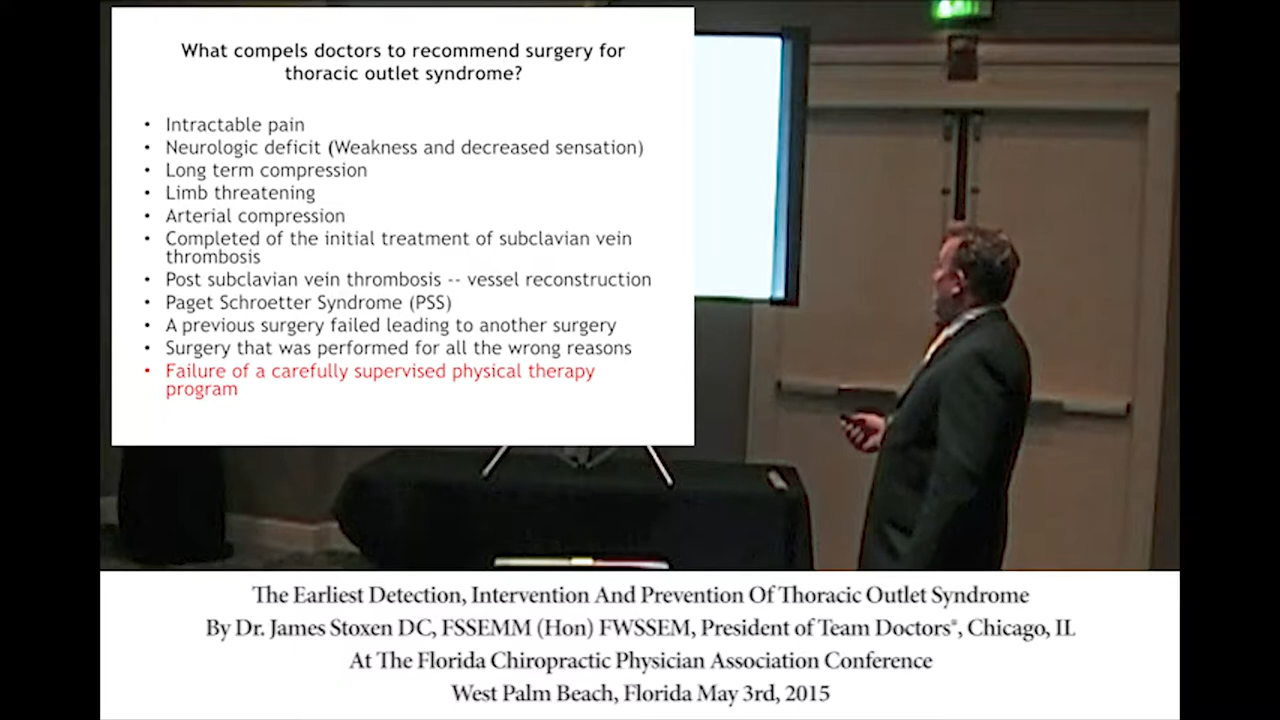 What compels doctors to recommend surgery for
thoracic outlet syndrome?
• Intractable pain
• Neurologic deficit (Weakness and decreased sensation)
• Long term compression
• Limb threatening
• Arterial compression
• Completed of the initial treatment of subclavian vein
thrombosis
• Post subclavian vein thrombosis -- vessel reconstruction
• Paget Schroetter Syndrome (PSS)
• A previous surgery failed leading to another surgery
• Surgery that was performed for all the wrong reasons
• Failure of a carefully supervised physical therapy
program
The Earliest Detection, Intervention And Prevention Of Thoracic Outlet Syndrome
By Dr. James Stoxen DC, FSSEMM (Hon) FWSSEM, President of Team Doctors®, Chicago, IL
At The Florida Chiropractic Physician Association Conference
West Palm Beach, Florida May 3rd, 2015